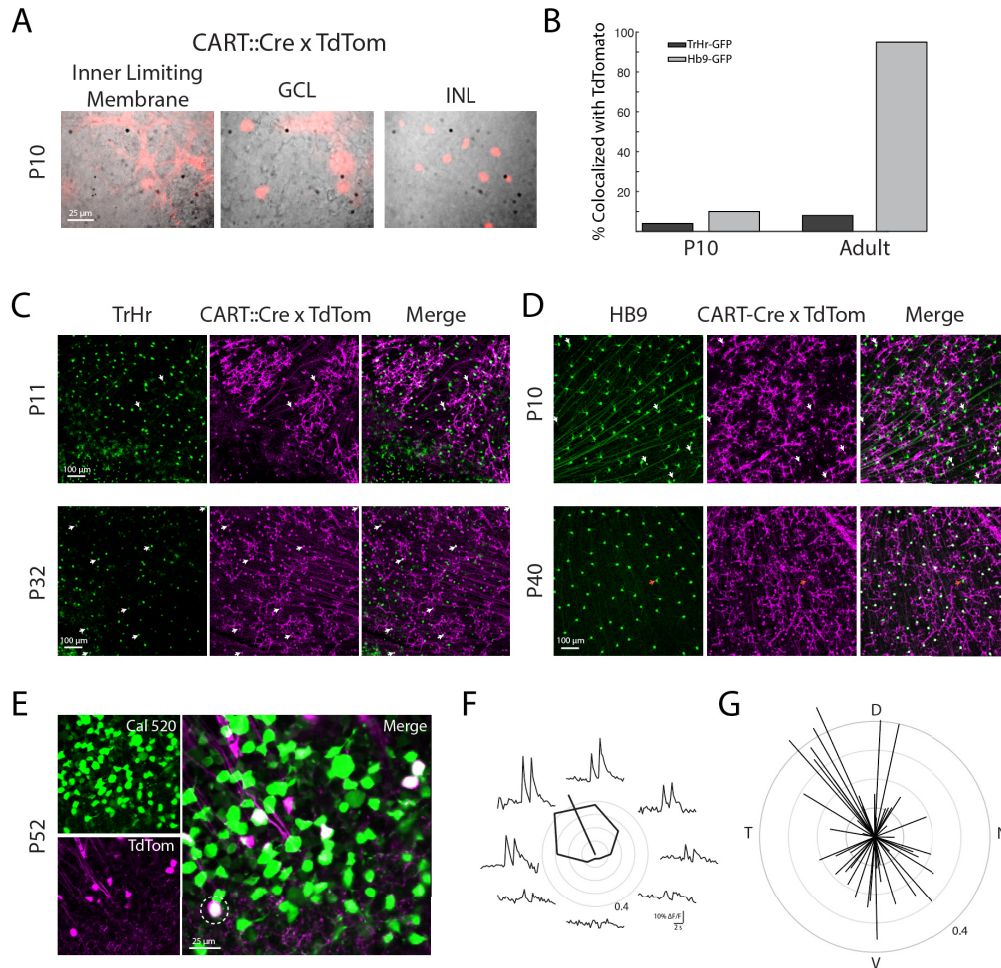 A
CART::Cre x TdTom
Inner Limiting
Membrane
GCL
INL
P10
25 µm
B
TrHr-GFP
Hb9-GFP
% Colocalized with TdTomato
100
80
60
40
20
P10
Adult
C
TrHr
CART::Cre x TdTom
Merge
P11
100 µm
P32
100 µm
D
HB9
CART-Cre x TdTom
Merge
P10
P40
100 µm
E
P52
Cal 520
TdTom
Merge
25 µm
F
0.4
10% ΔF/F
2 s
G
D
T
N
V
0.4